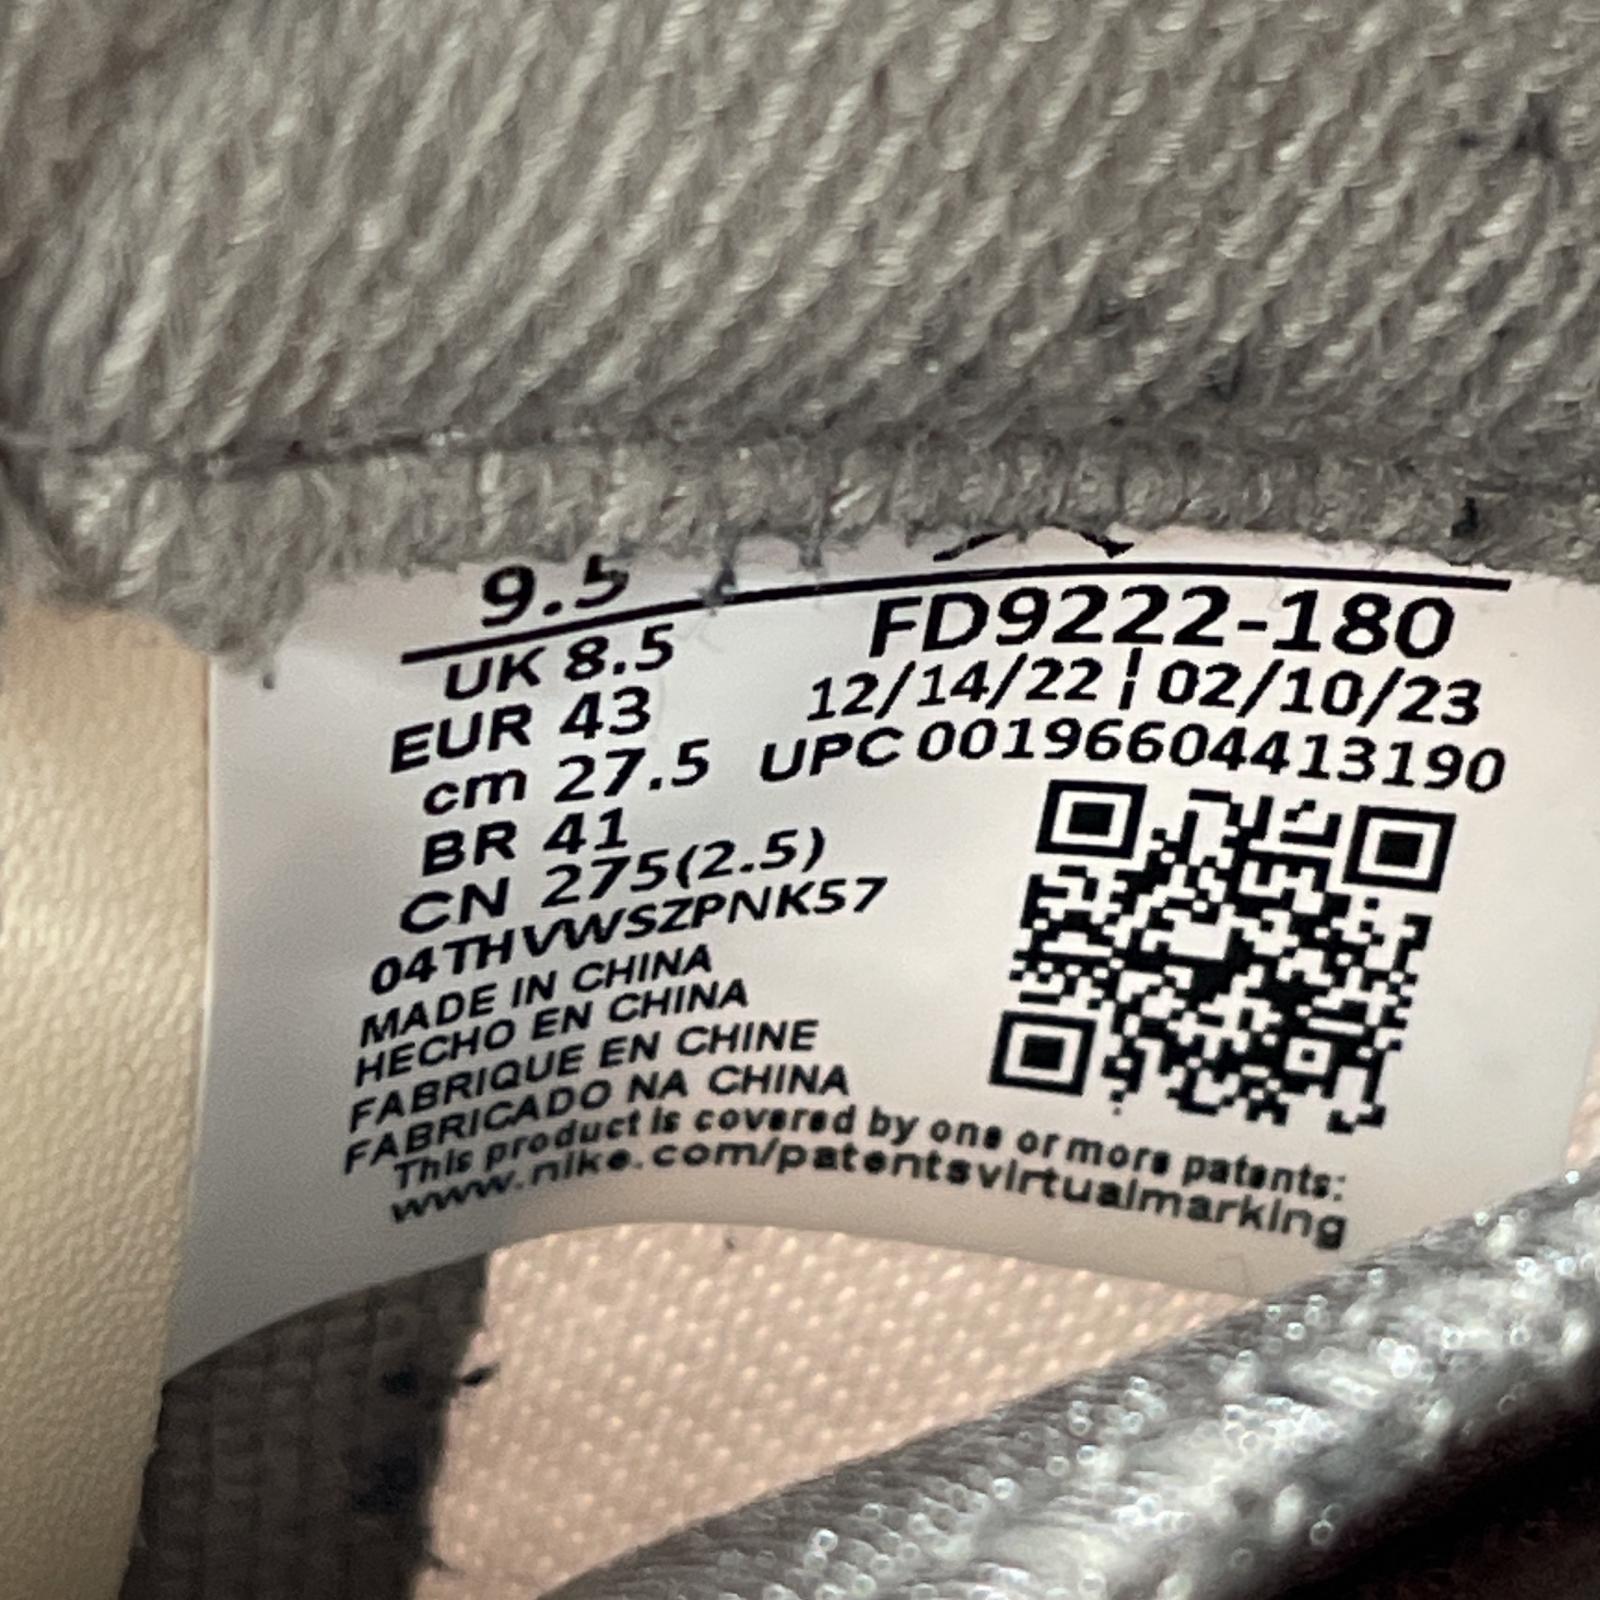 9.5
UK 8.5
EUR 43
cm 27.5
BR 41
CN 275(2.5)
04THVWSZPNK57
MADE IN CHINA
HECHO EN CHINA
FABRIQUE EN CHINE
FABRICADO NA CHINA
FD9222-180
12/14/22 ¦ 02/10/23
UPC 00196604413190
This product is covered by one or more patents:
www.nike.com/patentsvirtualmarking